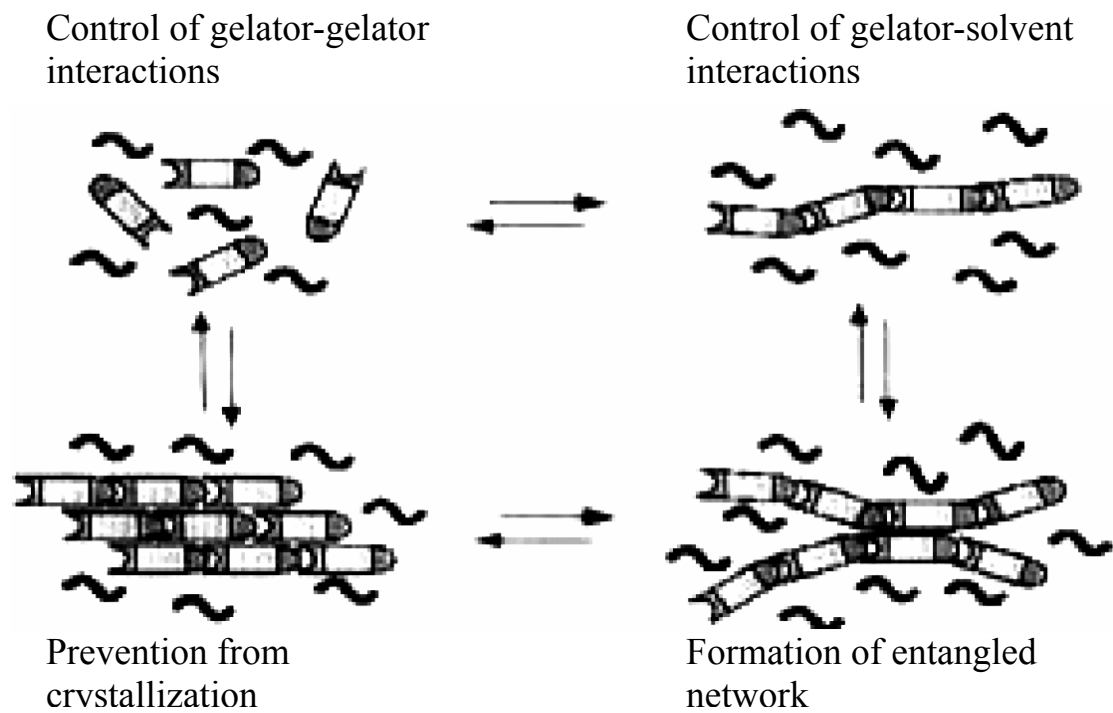 Control of gelator-gelator
interactions
Control of gelator-solvent
interactions
Prevention from
crystallization
Formation of entangled
network